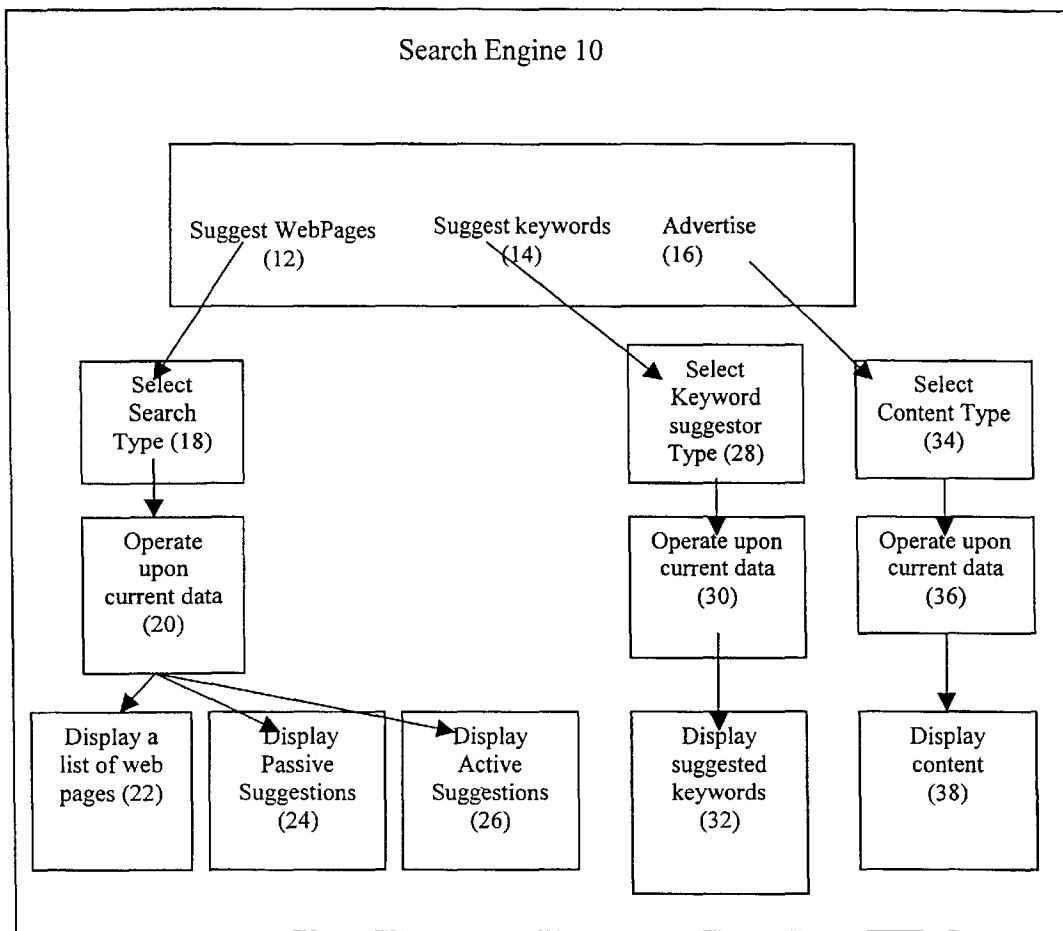 Search Engine 10
Suggest WebPages
(12)
Suggest keywords
(14)
Advertise
(16)
Select
Search
Type (18)
Select
Keyword
suggestor
Type (28)
Select
Content Type
(34)
Operate
upon
current data
(20)
Operate upon
current data
(30)
Operate upon
current data
(36)
Display a
list of web
pages (22)
Display
Passive
Suggestions
(24)
Display
Active
Suggestions
(26)
Display
suggested
keywords
(32)
Display
content
(38)